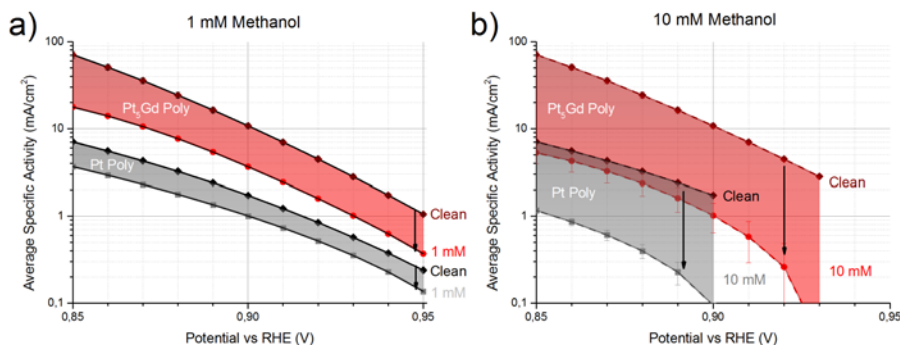 a)
1 mM Methanol
Average Specific Activity (mA/cm²)
100
10
1
0,1
Pt₅Gd Poly
Pt Poly
Clean
1 mM
Clean
1 mM
0,85
0,90
0,95
Potential vs RHE (V)
b)
10 mM Methanol
Average Specific Activity (mA/cm²)
100
10
1
0,1
Pt₅Gd Poly
Pt Poly
Clean
Clean
10 mM
10 mM
0,85
0,90
0,95
Potential vs RHE (V)